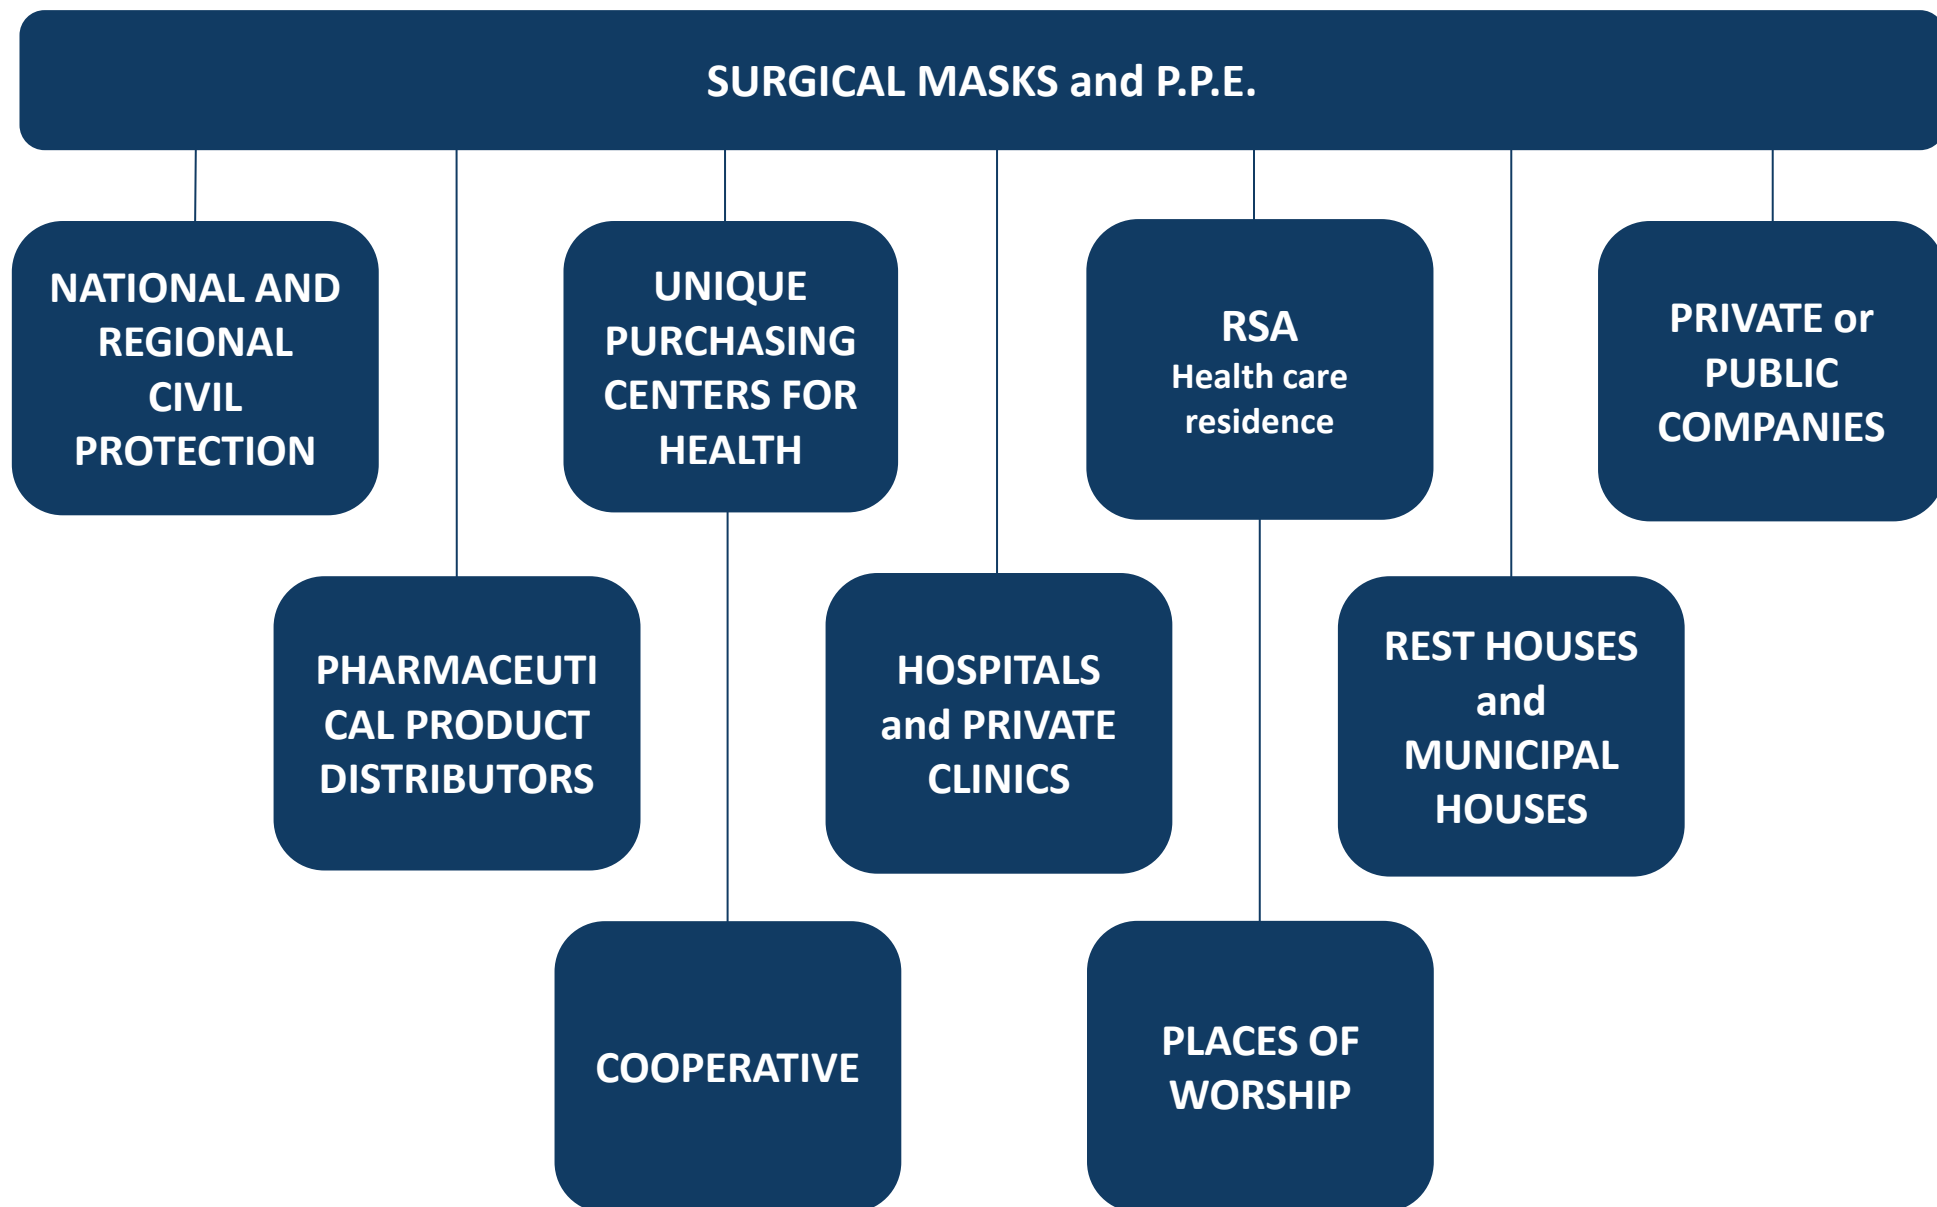 SURGICAL MASKS and P.P.E.
NATIONAL AND
REGIONAL
CIVIL
PROTECTION
UNIQUE
PURCHASING
CENTERS FOR
HEALTH
RSA
Health care
residence
PRIVATE or
PUBLIC
COMPANIES
PHARMACEUTI
CAL PRODUCT
DISTRIBUTORS
HOSPITALS
and PRIVATE
CLINICS
REST HOUSES
and
MUNICIPAL
HOUSES
COOPERATIVE
PLACES OF
WORSHIP